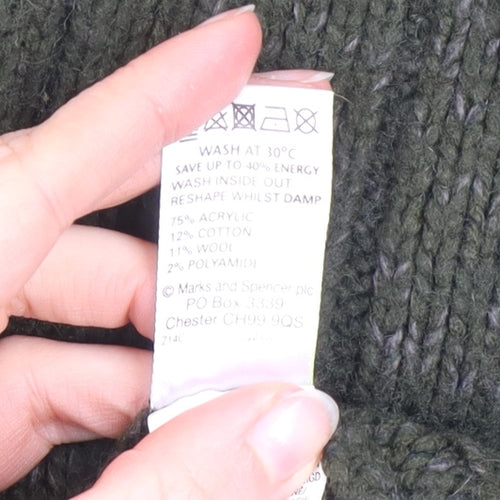 WASH AT 30°C
SAVE UP TO 40% ENERGY
WASH INSIDE OUT
RESHAPE WHILST DAMP
75% ACRYLIC
12% COTTON
11% WOOL
2% POLYAMIDE
© Marks and Spencer plc
PO Box 3339
Chester CH99 9QS